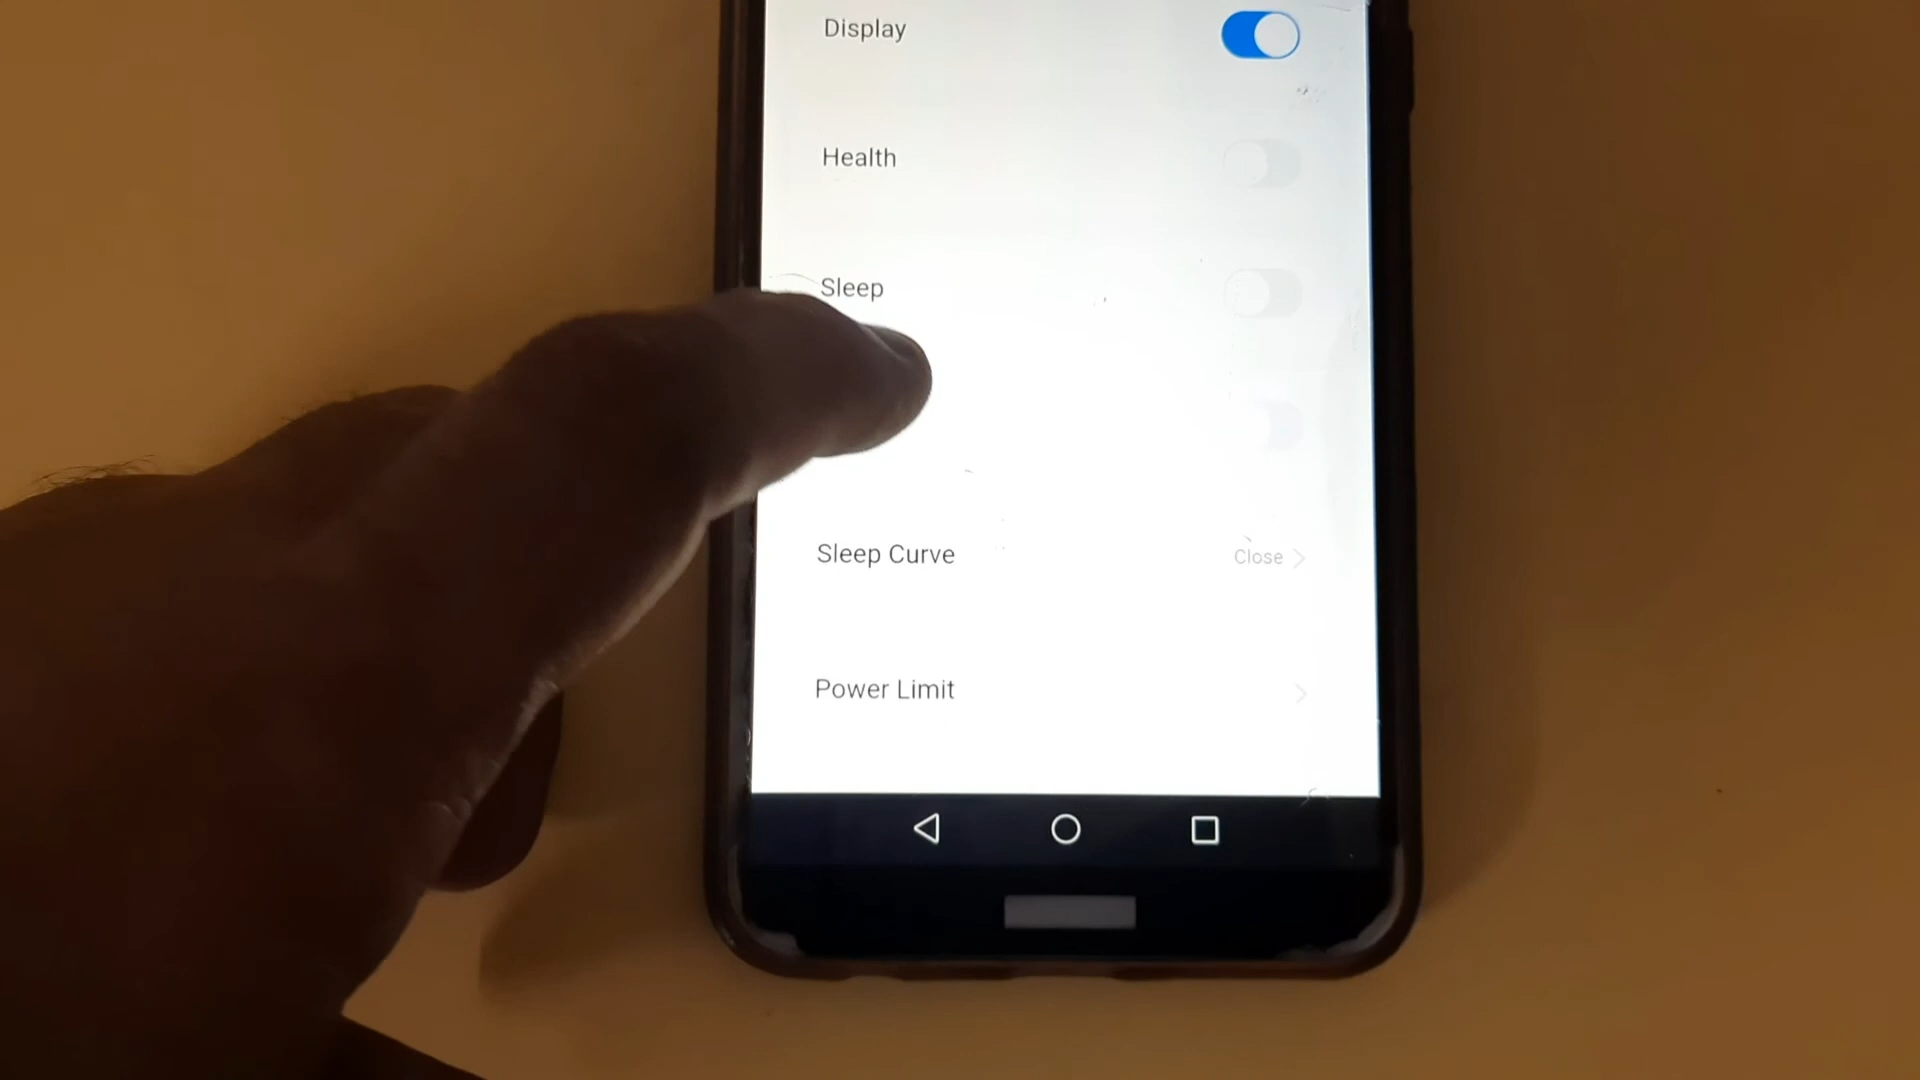 Display
Health
Sleep
Sleep Curve
Close
Power Limit